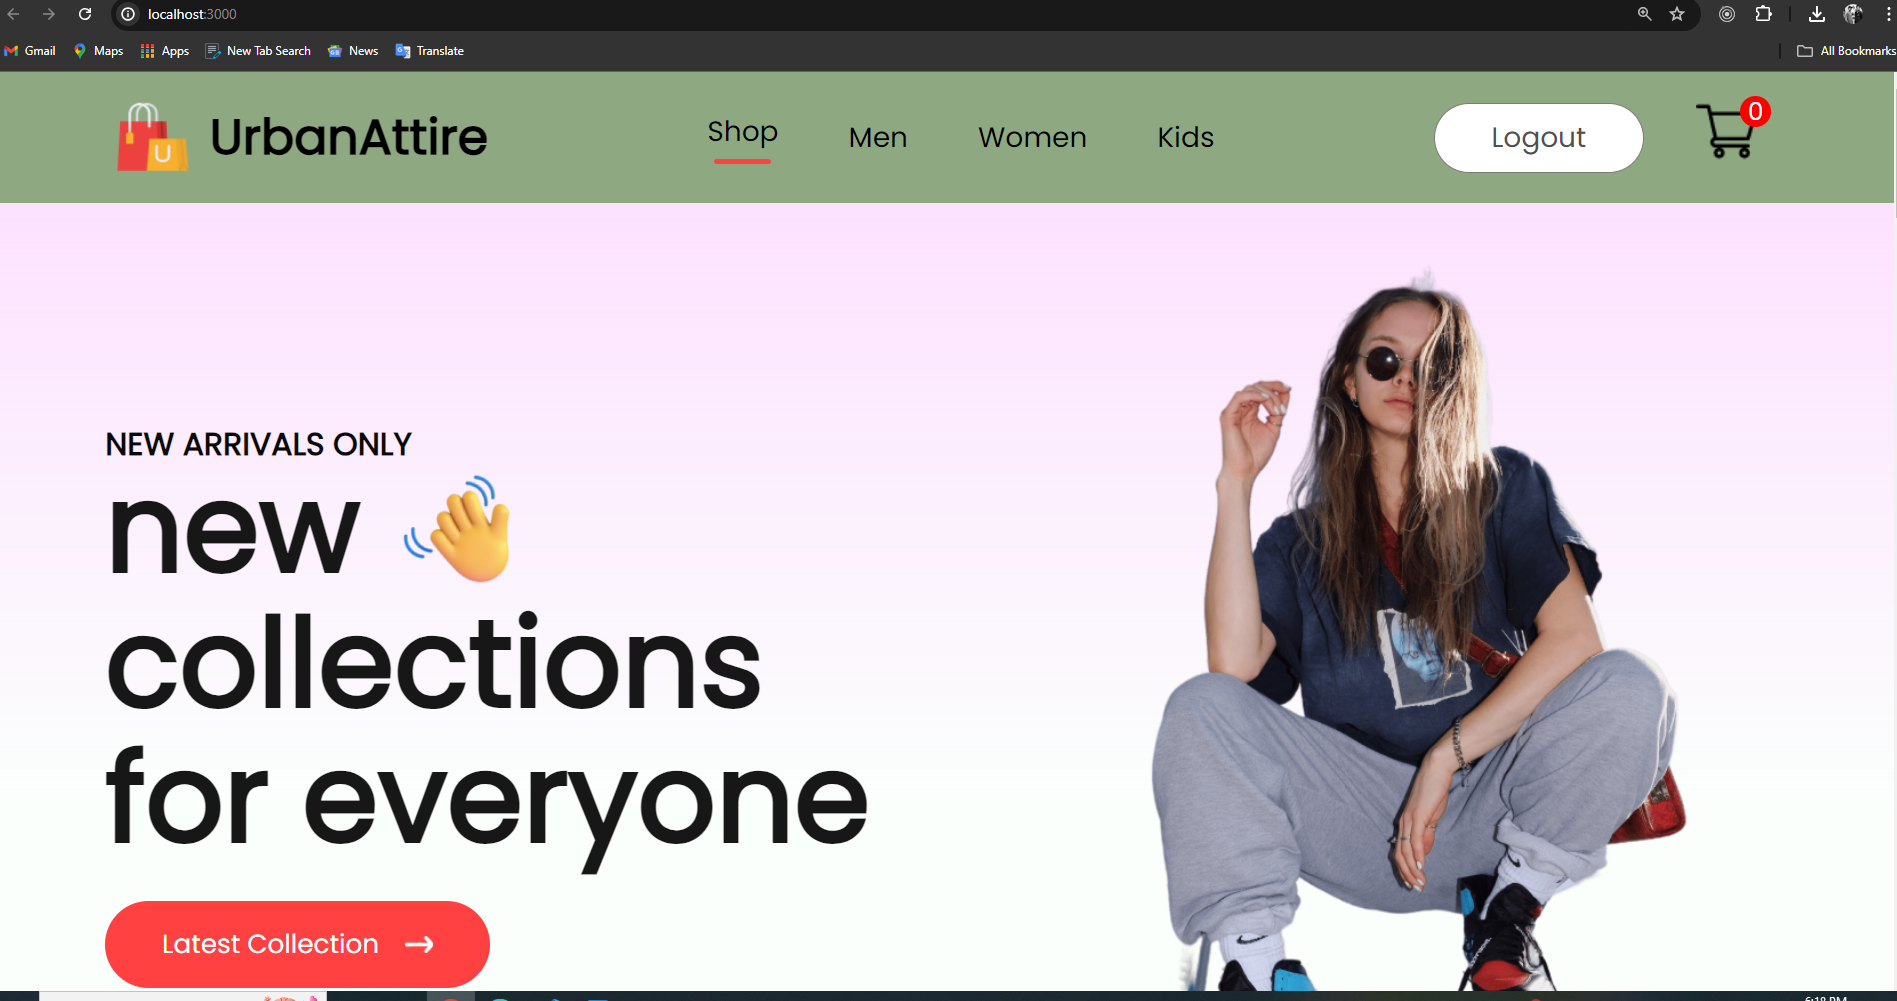 localhost:3000
Gmail
Maps
Apps
New Tab Search
News
Translate
All Bookmarks
U
UrbanAttire
Shop
Men
Women
Kids
Logout
0
NEW ARRIVALS ONLY
new
collections
for everyone
Latest Collection